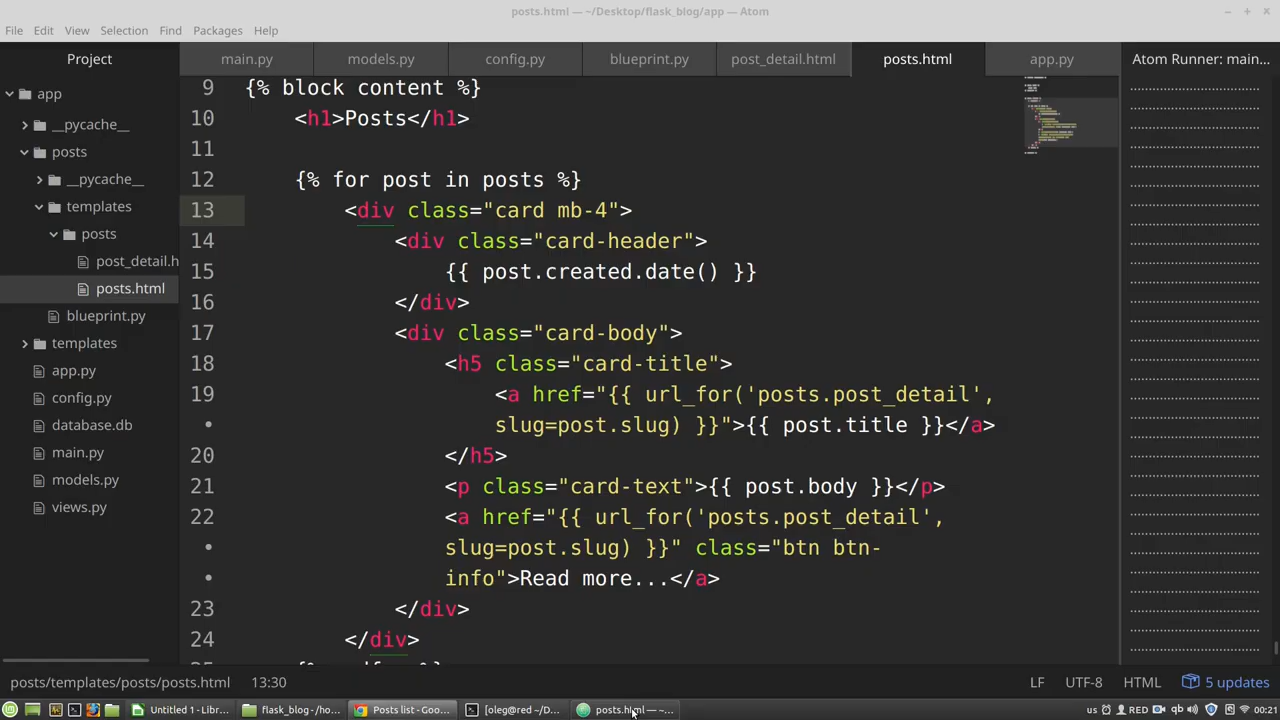 posts.html — ~/Desktop/flask_blog/app — Atom
File Edit View Selection Find Packages Help
Project
main.py models.py config.py blueprint.py post_detail.html posts.html app.py Atom Runner: main...
app
__pycache__
posts
__pycache__
templates
posts
post_detail.h
posts.html
blueprint.py
templates
app.py
config.py
database.db
main.py
models.py
views.py
9 {% block content %}
10 <h1>Posts</h1>
11
12 {% for post in posts %}
13 <div class="card mb-4">
14 <div class="card-header">
15 {{ post.created.date() }}
16 </div>
17 <div class="card-body">
18 <h5 class="card-title">
19 <a href="{{ url_for('posts.post_detail',
• slug=post.slug) }}">{{ post.title }}</a>
20 </h5>
21 <p class="card-text">{{ post.body }}</p>
22 <a href="{{ url_for('posts.post_detail',
• slug=post.slug) }}" class="btn btn-
• info">Read more...</a>
23 </div>
24 </div>
posts/templates/posts/posts.html 13:30 LF UTF-8 HTML 5 updates
Untitled 1 - Libr... flask_blog - /ho... Posts list - Goo... [oleg@red ~/D... posts.html — ~... us 00:21